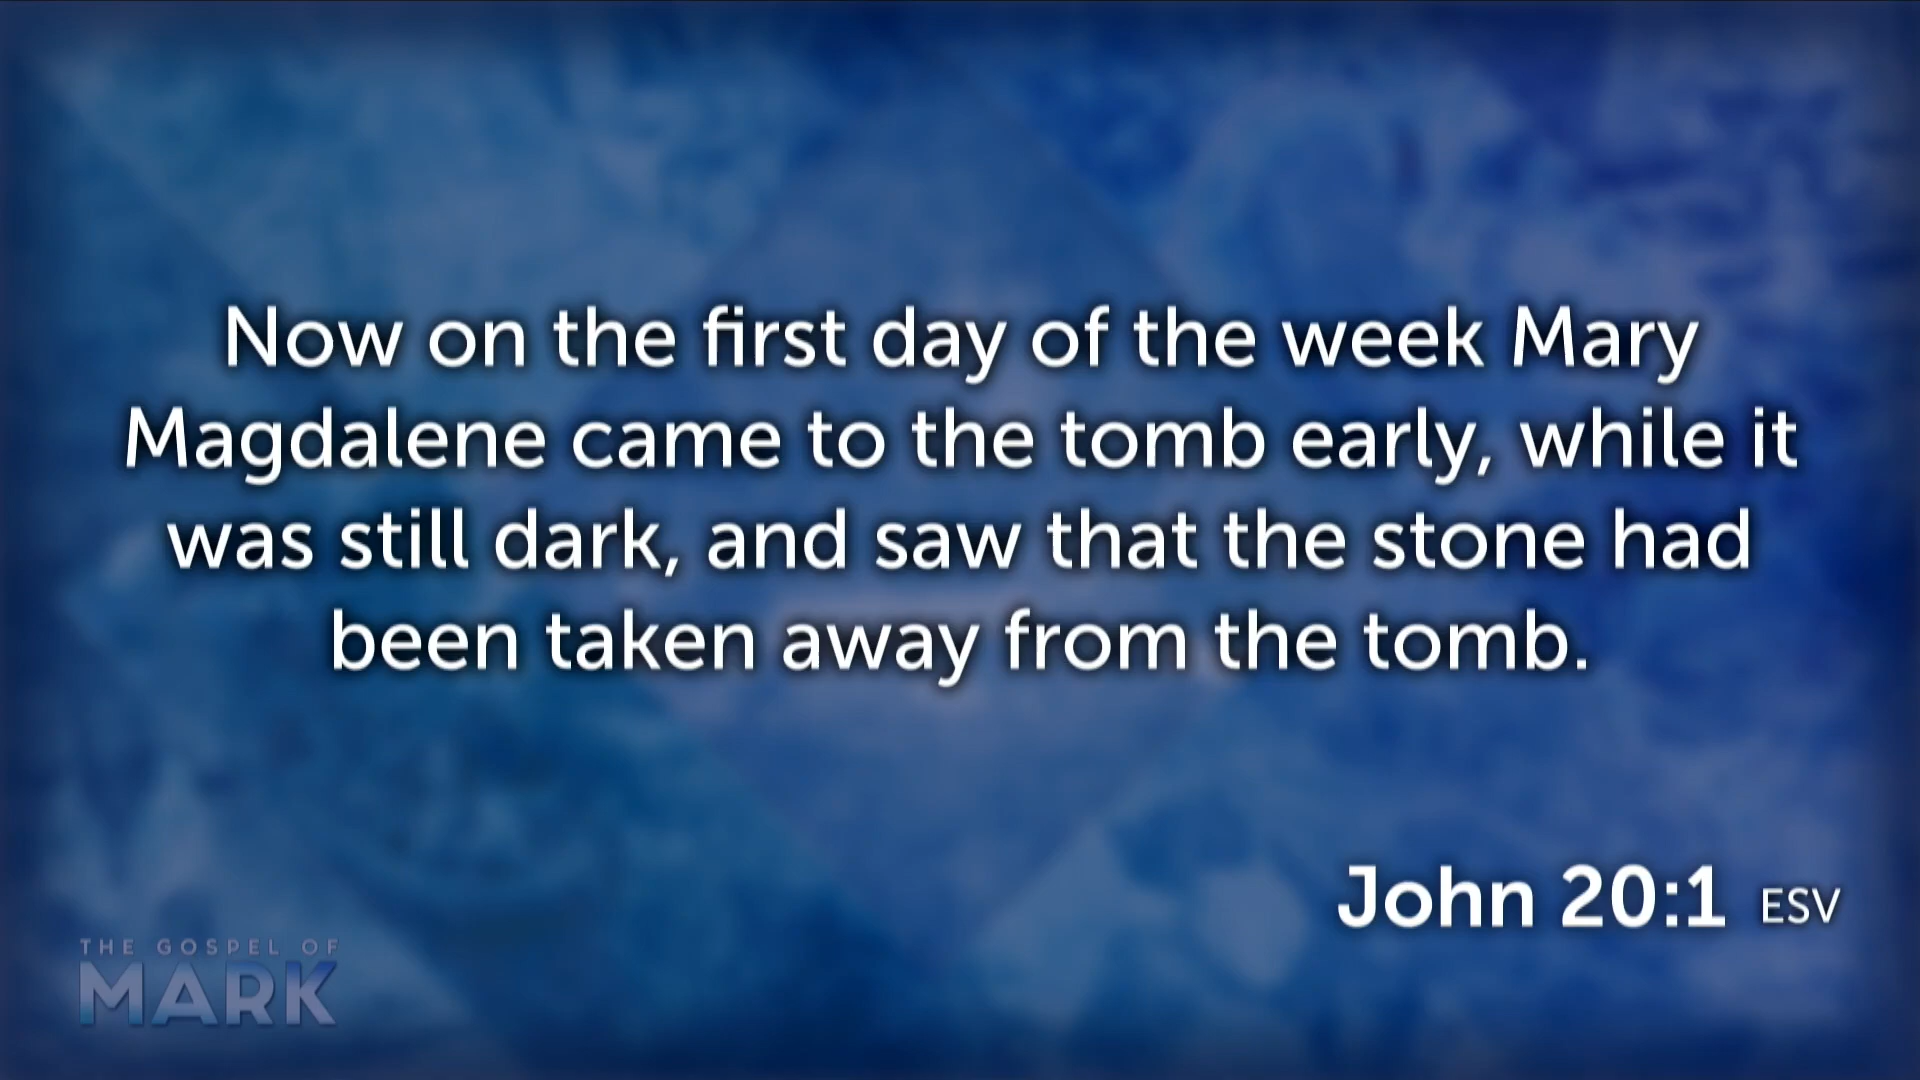 Now on the first day of the week Mary
Magdalene came to the tomb early, while it
was still dark, and saw that the stone had
been taken away from the tomb.
John 20:1 ESV
THE GOSPEL OF
MARK